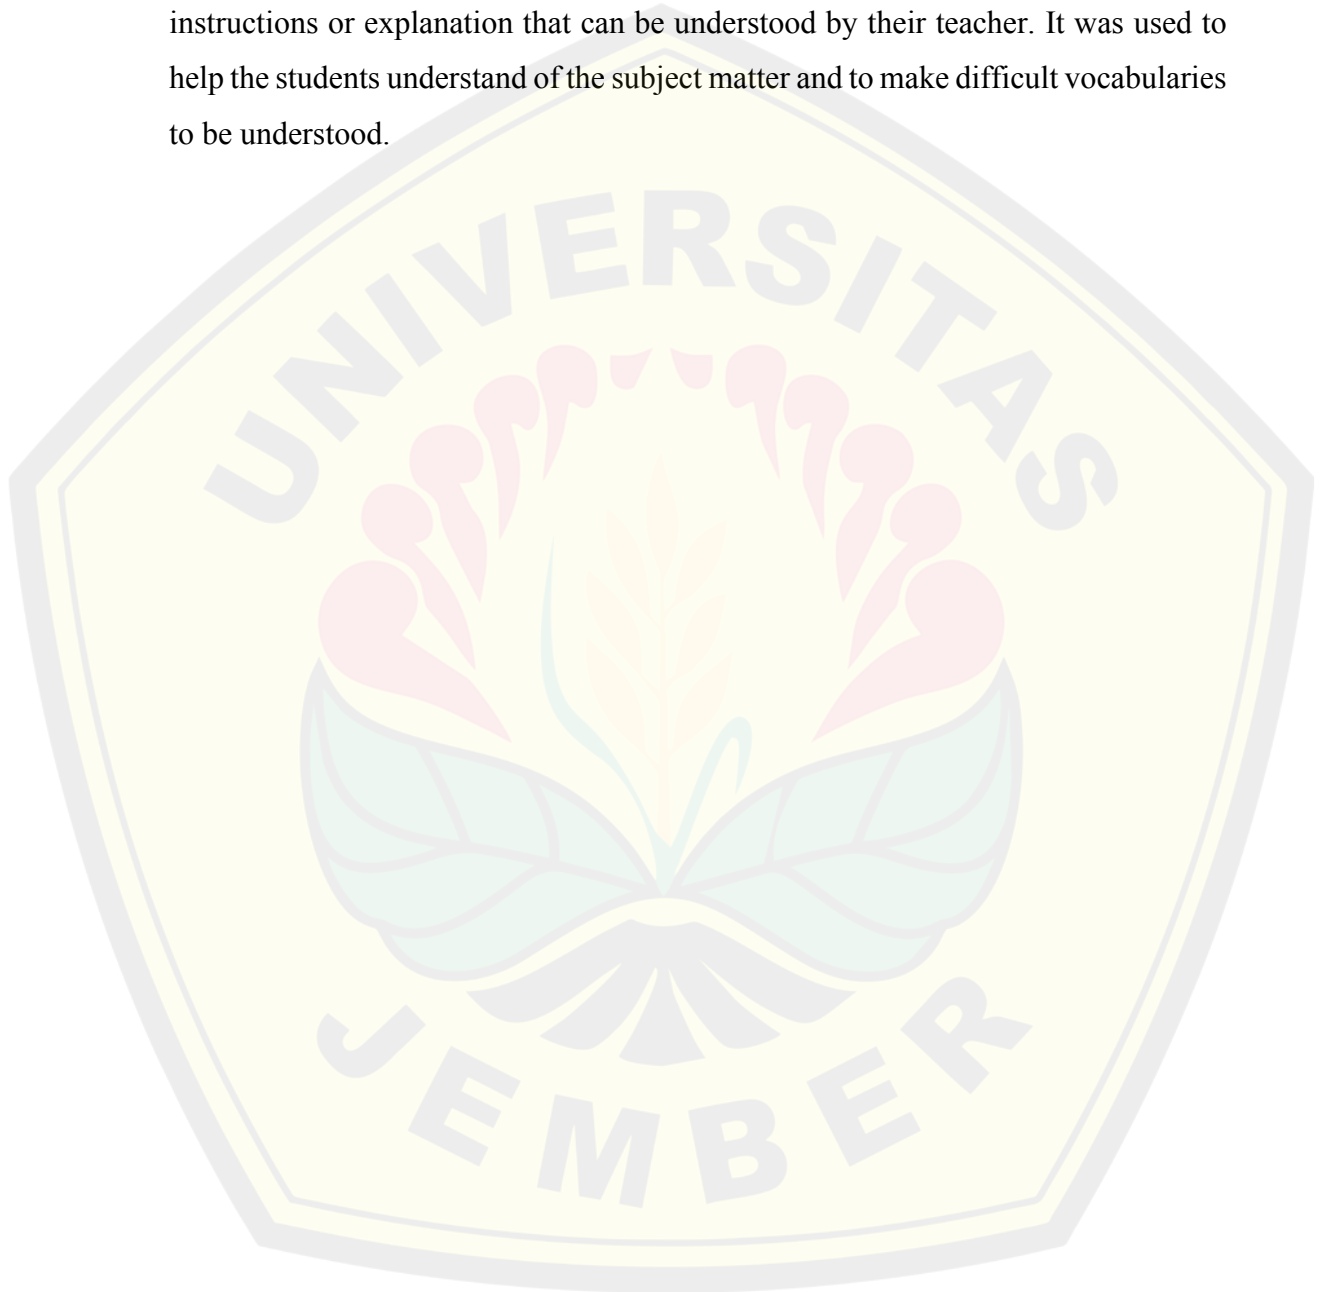 instructions or explanation that can be understood by their teacher. It was used to
help the students understand of the subject matter and to make difficult vocabularies
to be understood.
UNIVERSITAS
JEMBER